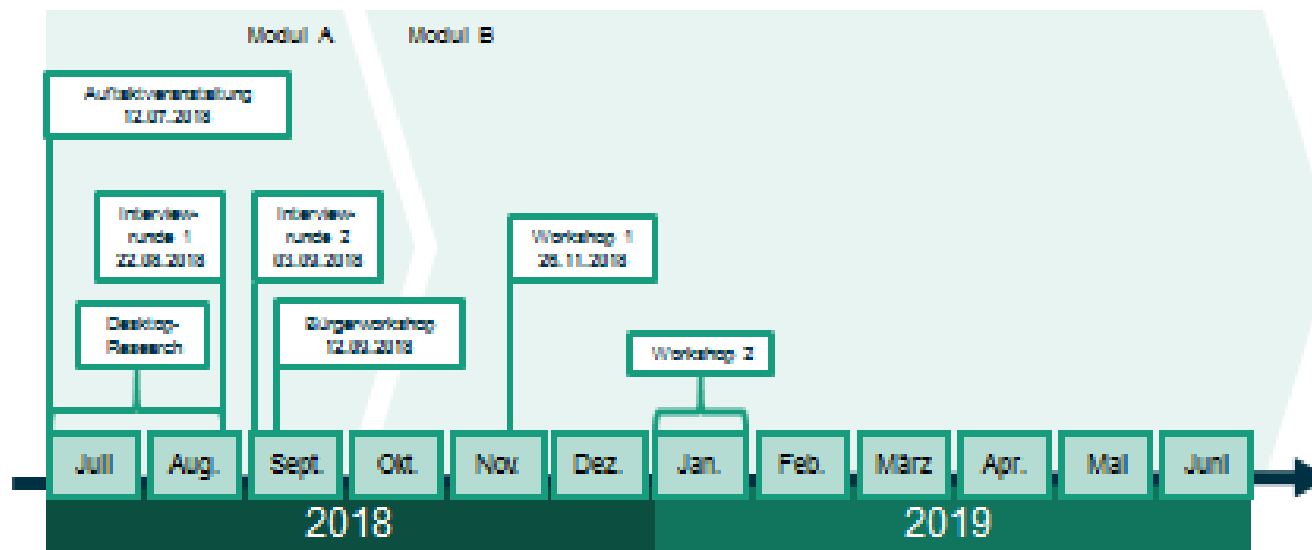 Modul A
Modul B
Auftaktveranstaltung
12.07.2018
Interview-
runde 1
22.08.2018
Interview-
runde 2
03.09.2018
Workshop 1
26.11.2018
Desktop-
Research
Bürgerworkshop
12.09.2018
Workshop 2
Juli
Aug.
Sept.
Okt.
Nov.
Dez.
Jan.
Feb.
März
Apr.
Mai
Juni
2018
2019